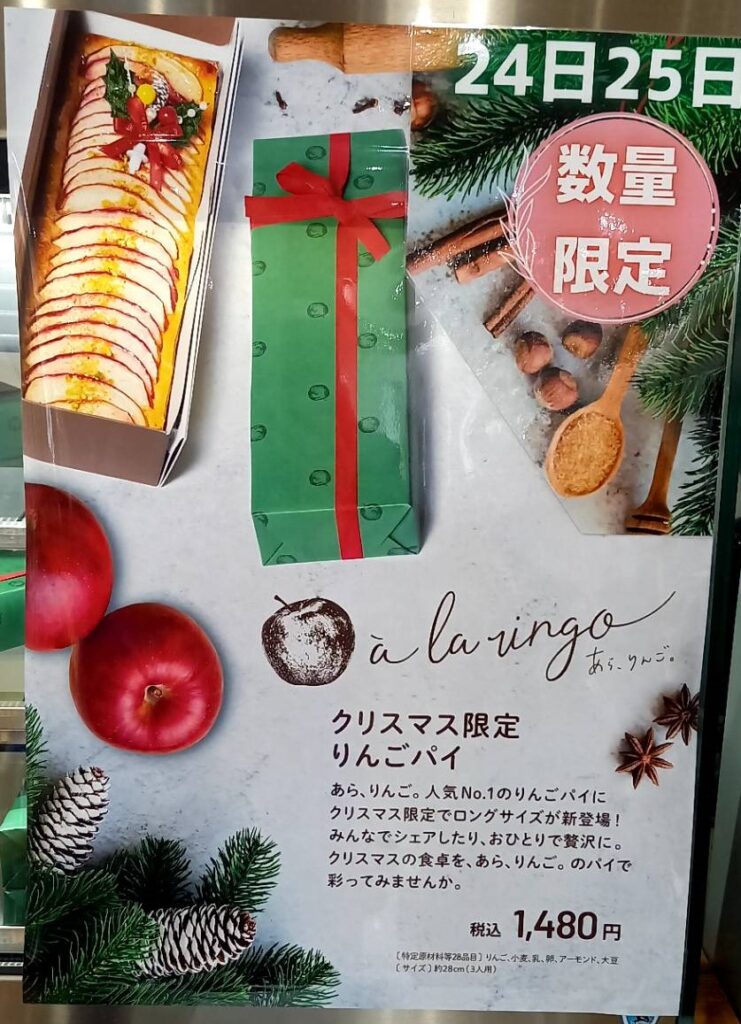 24日25日
数量
限定
à la ringo
あら、りんご。
クリスマス限定
りんごパイ
あら、りんご。人気No.1のりんごパイに
クリスマス限定でロングサイズが新登場！
みんなでシェアしたり、おひとりで贅沢に。
クリスマスの食卓を、あら、りんご。のパイで
彩ってみませんか。
税込 1,480円
［特定原材料等28品目］りんご、小麦、乳、卵、アーモンド、大豆
［サイズ］約28cm（3人用）